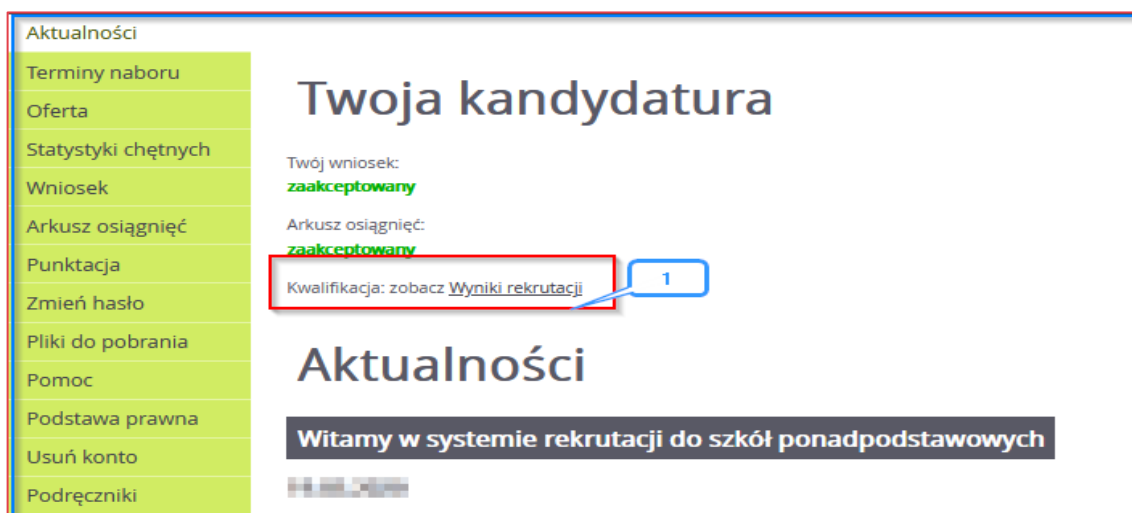 Aktualności
Terminy naboru
Oferta
Statystyki chętnych
Wniosek
Arkusz osiągnięć
Punktacja
Zmień hasło
Pliki do pobrania
Pomoc
Podstawa prawna
Usuń konto
Podręczniki
Twoja kandydatura
Twój wniosek:
zaakceptowany
Arkusz osiągnięć:
zaakceptowany
Kwalifikacja: zobacz Wyniki rekrutacji
1
Aktualności
Witamy w systemie rekrutacji do szkół ponadpodstawowych